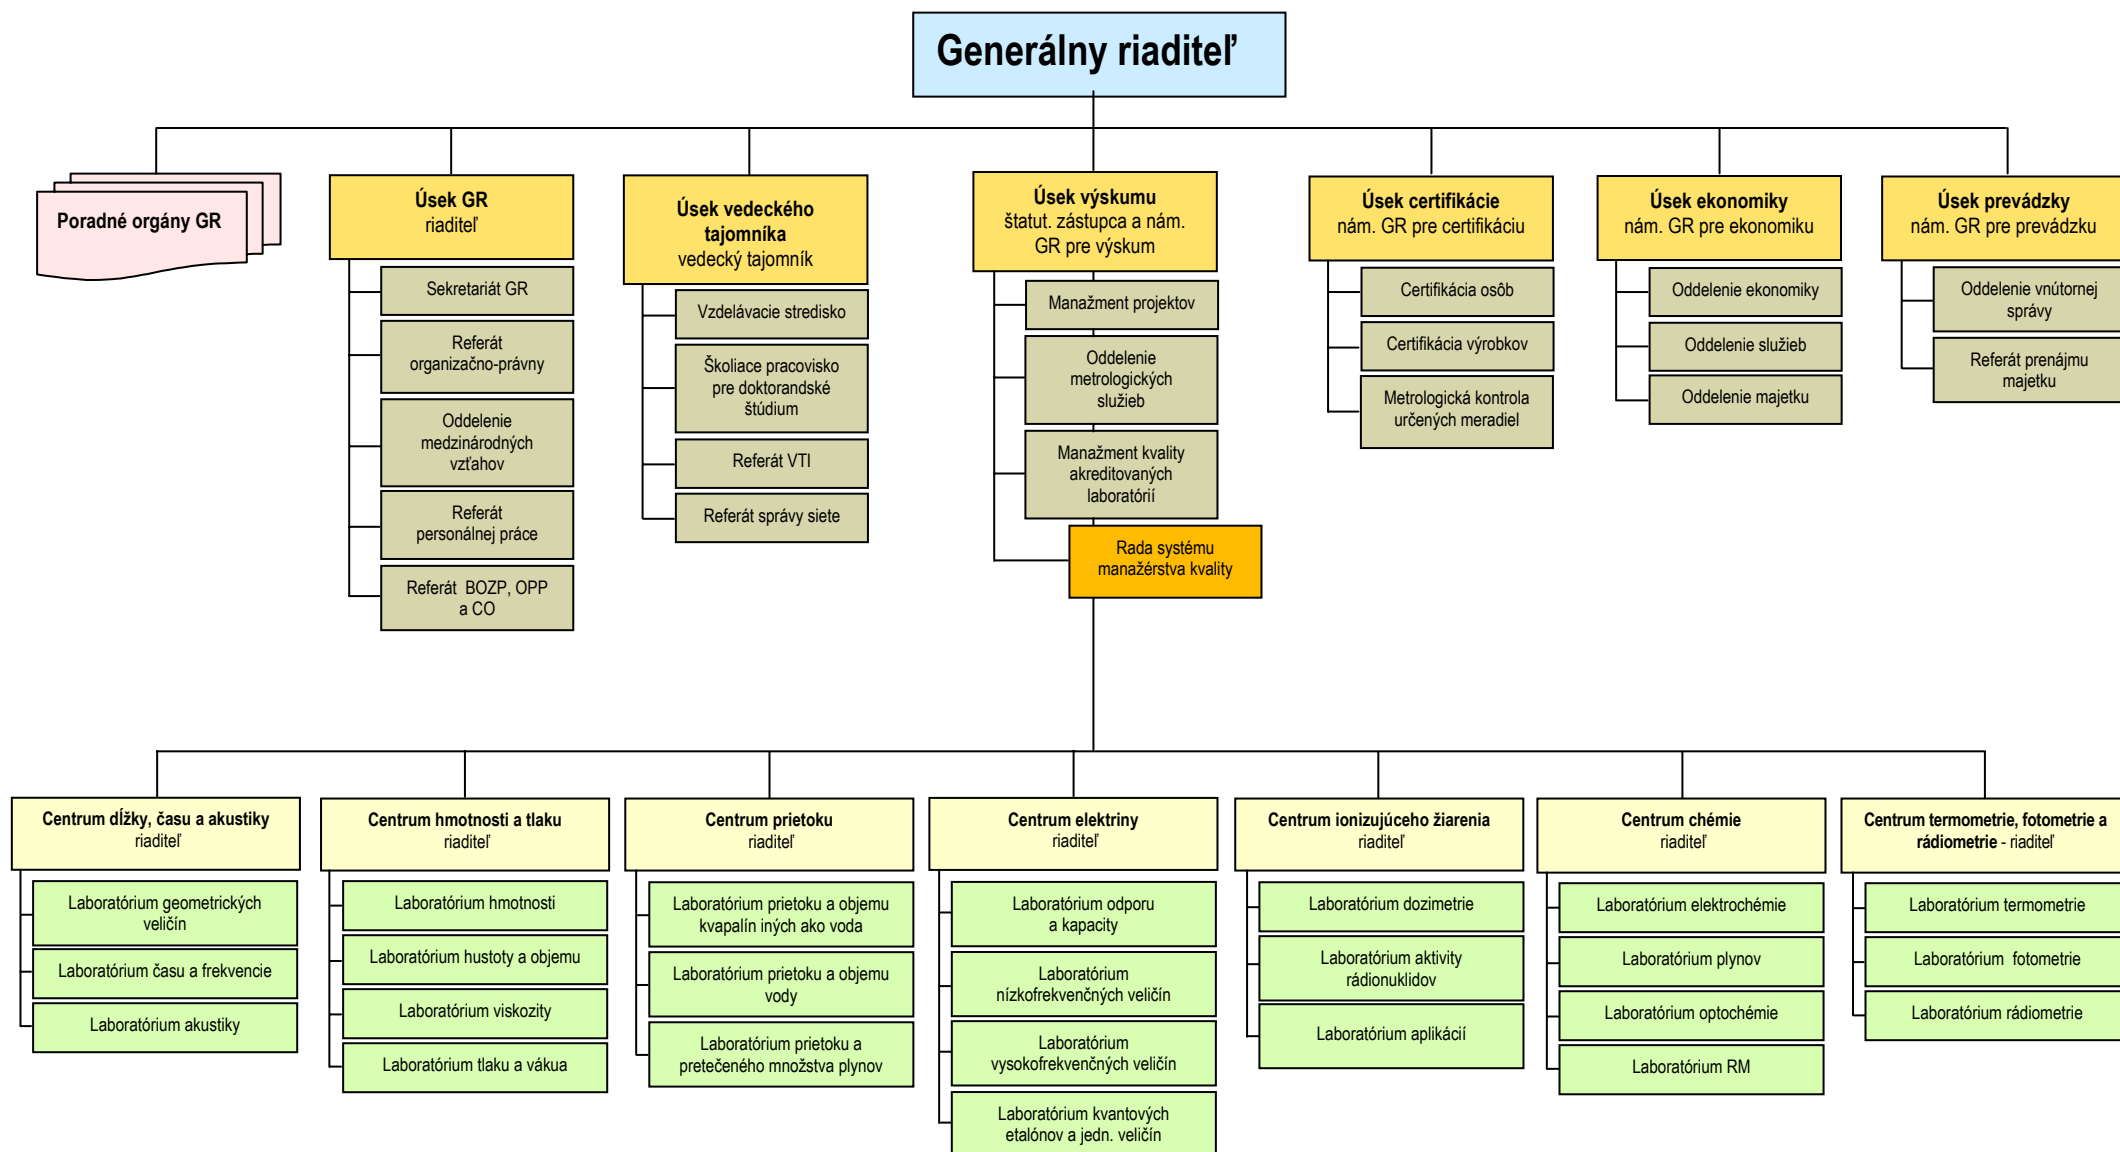 Generálny riaditeľ
Poradné orgány GR
Úsek GR
riaditeľ
Sekretariát GR
Referát
organizačno-právny
Oddelenie
medzinárodných
vzťahov
Referát
personálnej práce
Referát BOZP, OPP
a CO
Úsek vedeckého
tajomníka
vedecký tajomník
Vzdelávacie stredisko
Školiace pracovisko
pre doktorandské
štúdium
Referát VTI
Referát správy siete
Úsek výskumu
štatut. zástupca a nám.
GR pre výskum
Manažment projektov
Oddelenie
metrologických
služieb
Manažment kvality
akreditovaných
laboratórií
Rada systému
manažérstva kvality
Úsek certifikácie
nám. GR pre certifikáciu
Certifikácia osôb
Certifikácia výrobkov
Metrologická kontrola
určených meradiel
Úsek ekonomiky
nám. GR pre ekonomiku
Oddelenie ekonomiky
Oddelenie služieb
Oddelenie majetku
Úsek prevádzky
nám. GR pre prevádzku
Oddelenie vnútornej
správy
Referát prenájmu
majetku
Centrum dĺžky, času a akustiky
riaditeľ
Laboratórium geometrických
veličín
Laboratórium času a frekvencie
Laboratórium akustiky
Centrum hmotnosti a tlaku
riaditeľ
Laboratórium hmotnosti
Laboratórium hustoty a objemu
Laboratórium viskozity
Laboratórium tlaku a vákua
Centrum prietoku
riaditeľ
Laboratórium prietoku a objemu
kvapalín iných ako voda
Laboratórium prietoku a objemu
vody
Laboratórium prietoku a
pretečeného množstva plynov
Centrum elektriny
riaditeľ
Laboratórium odporu
a kapacity
Laboratórium
nízkofrekvenčných veličín
Laboratórium
vysokofrekvenčných veličín
Laboratórium kvantových
etalónov a jedn. veličín
Centrum ionizujúceho žiarenia
riaditeľ
Laboratórium dozimetrie
Laboratórium aktivity
rádionuklidov
Laboratórium aplikácií
Centrum chémie
riaditeľ
Laboratórium elektrochémie
Laboratórium plynov
Laboratórium optochémie
Laboratórium RM
Centrum termometrie, fotometrie a
rádiometrie - riaditeľ
Laboratórium termometrie
Laboratórium fotometrie
Laboratórium rádiometrie